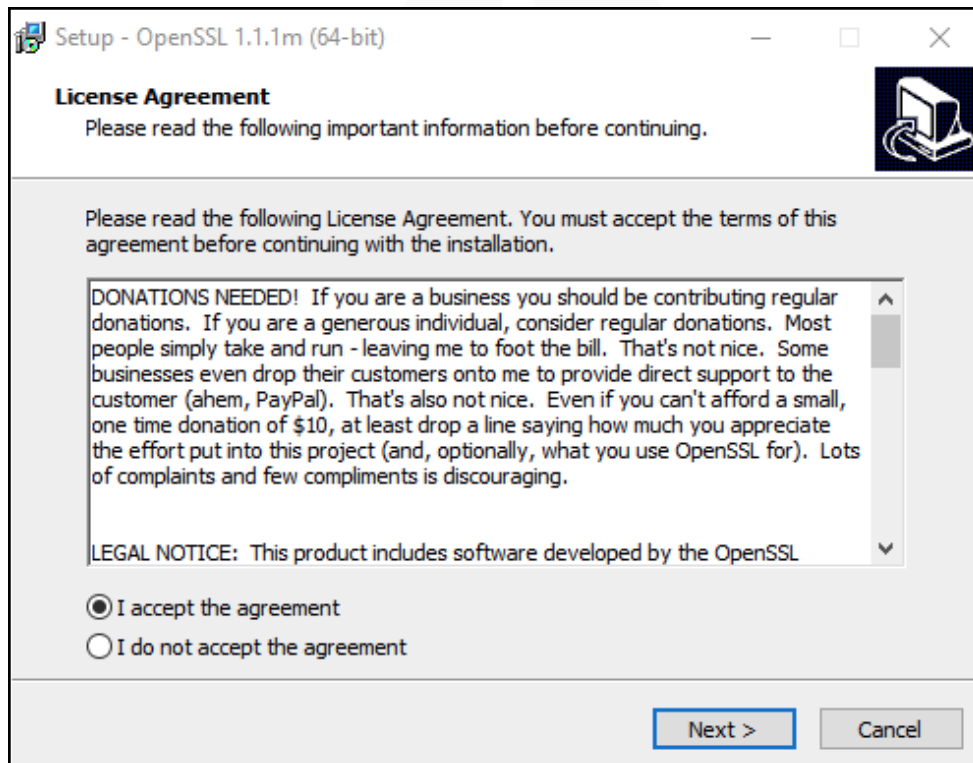 Setup - OpenSSL 1.1.1m (64-bit)
License Agreement
Please read the following important information before continuing.
Please read the following License Agreement. You must accept the terms of this
agreement before continuing with the installation.
DONATIONS NEEDED!  If you are a business you should be contributing regular
donations.  If you are a generous individual, consider regular donations.  Most
people simply take and run - leaving me to foot the bill.  That's not nice.  Some
businesses even drop their customers onto me to provide direct support to the
customer (ahem, PayPal).  That's also not nice.  Even if you can't afford a small,
one time donation of $10, at least drop a line saying how much you appreciate
the effort put into this project (and, optionally, what you use OpenSSL for).  Lots
of complaints and few compliments is discouraging.
LEGAL NOTICE:  This product includes software developed by the OpenSSL
I accept the agreement
I do not accept the agreement
Next >
Cancel